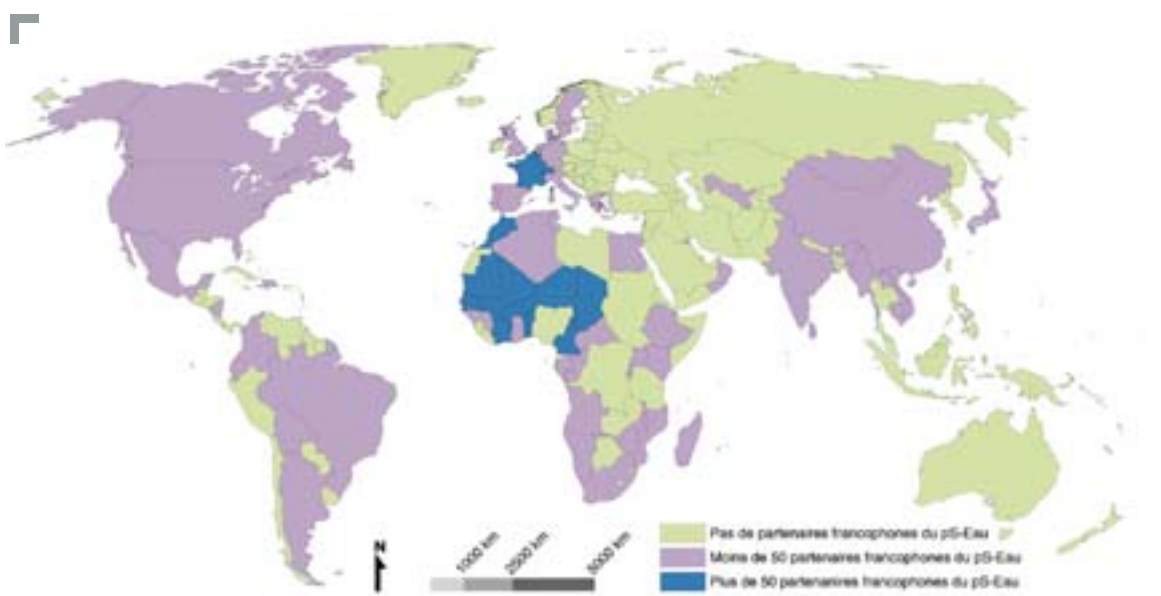 N
1000 km
2500 km
5000 km
Pas de partenaires francophones du pS-Eau
Moins de 50 partenaires francophones du pS-Eau
Plus de 50 partenanires francophones du pS-Eau